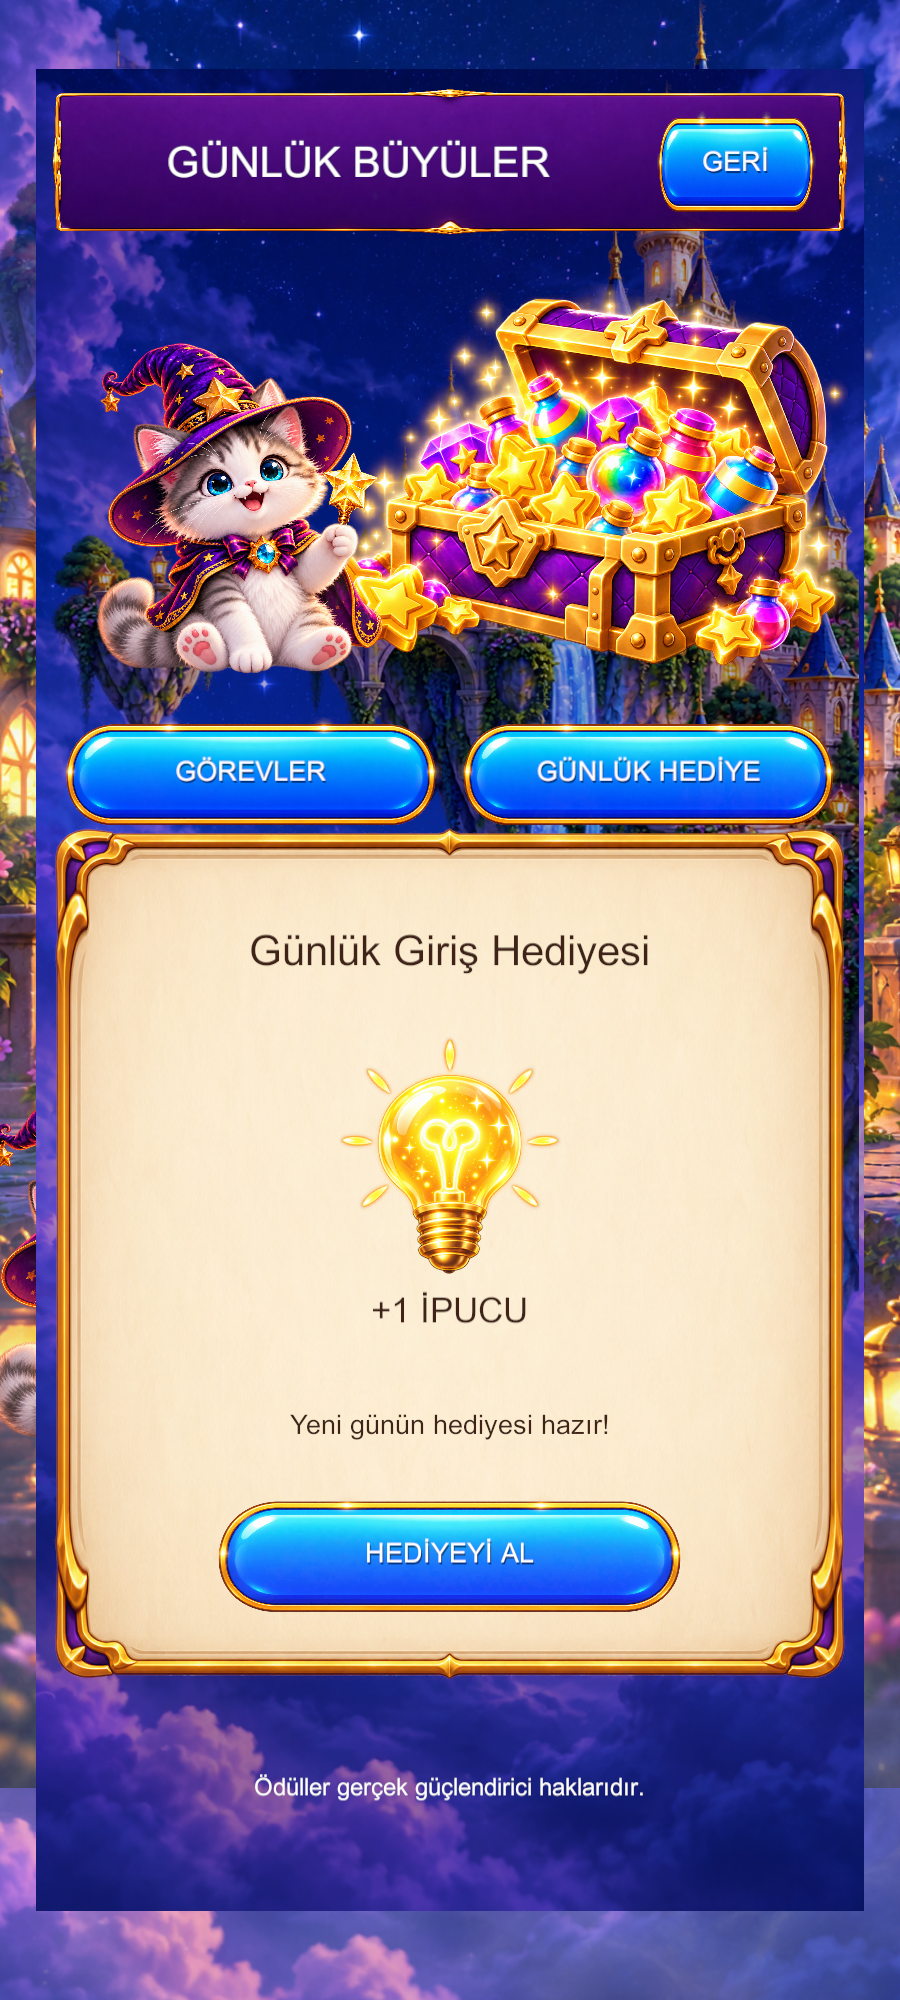 GÜNLÜK BÜYÜLER
GERİ
GÖREVLER
GÜNLÜK HEDİYE
Günlük Giriş Hediyesi
+1 İPUCU
Yeni günün hediyesi hazır!
HEDİYEYİ AL
Ödüller gerçek güçlendirici haklarıdır.